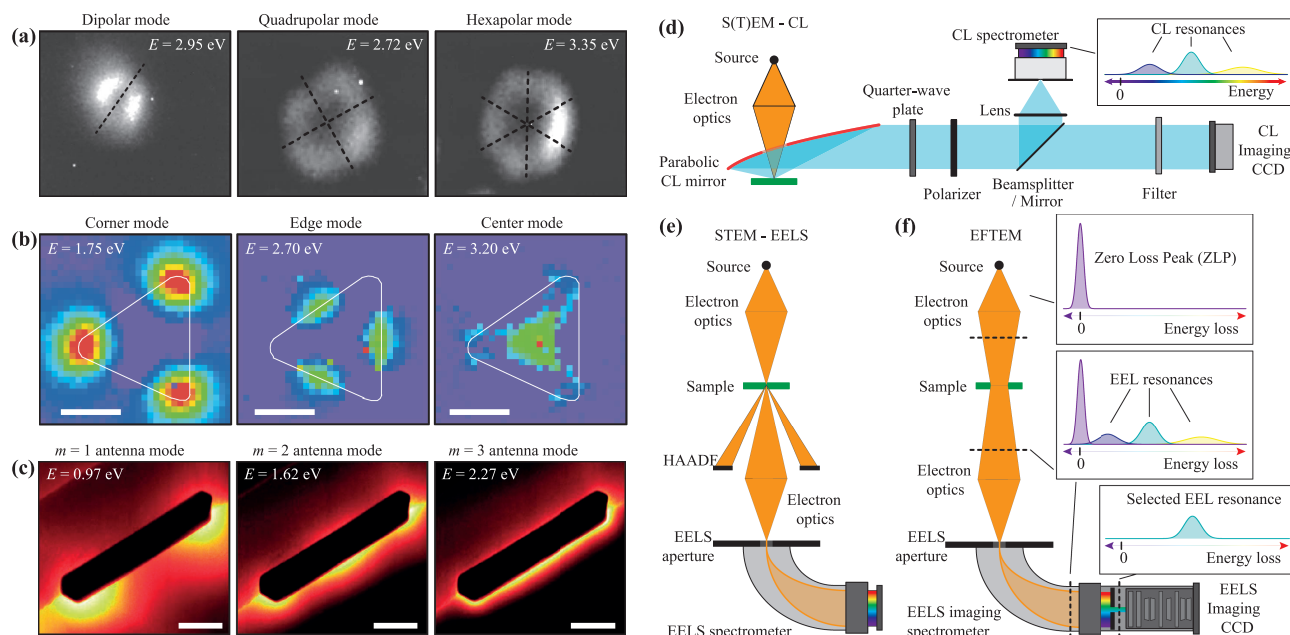 (a)
Dipolar mode
E = 2.95 eV
Quadrupolar mode
E = 2.72 eV
Hexapolar mode
E = 3.35 eV
(b)
Corner mode
E = 1.75 eV
Edge mode
E = 2.70 eV
Center mode
E = 3.20 eV
(c)
m = 1 antenna mode
E = 0.97 eV
m = 2 antenna mode
E = 1.62 eV
m = 3 antenna mode
E = 2.27 eV
(d)
S(T)EM - CL
Source
Electron
optics
Parabolic
CL mirror
Quarter-wave
plate
Polarizer
CL spectrometer
Lens
Beamsplitter
/ Mirror
Filter
CL
Imaging
CCD
CL resonances
0
Energy
(e)
STEM - EELS
Source
Electron
optics
Sample
HAADF
Electron
optics
EELS
aperture
EELS spectrometer
(f)
EFTEM
Source
Electron
optics
Sample
Electron
optics
EELS
aperture
EELS imaging
spectrometer
Zero Loss Peak (ZLP)
0
Energy loss
EEL resonances
0
Energy loss
Selected EEL resonance
0
Energy loss
EELS
Imaging
CCD